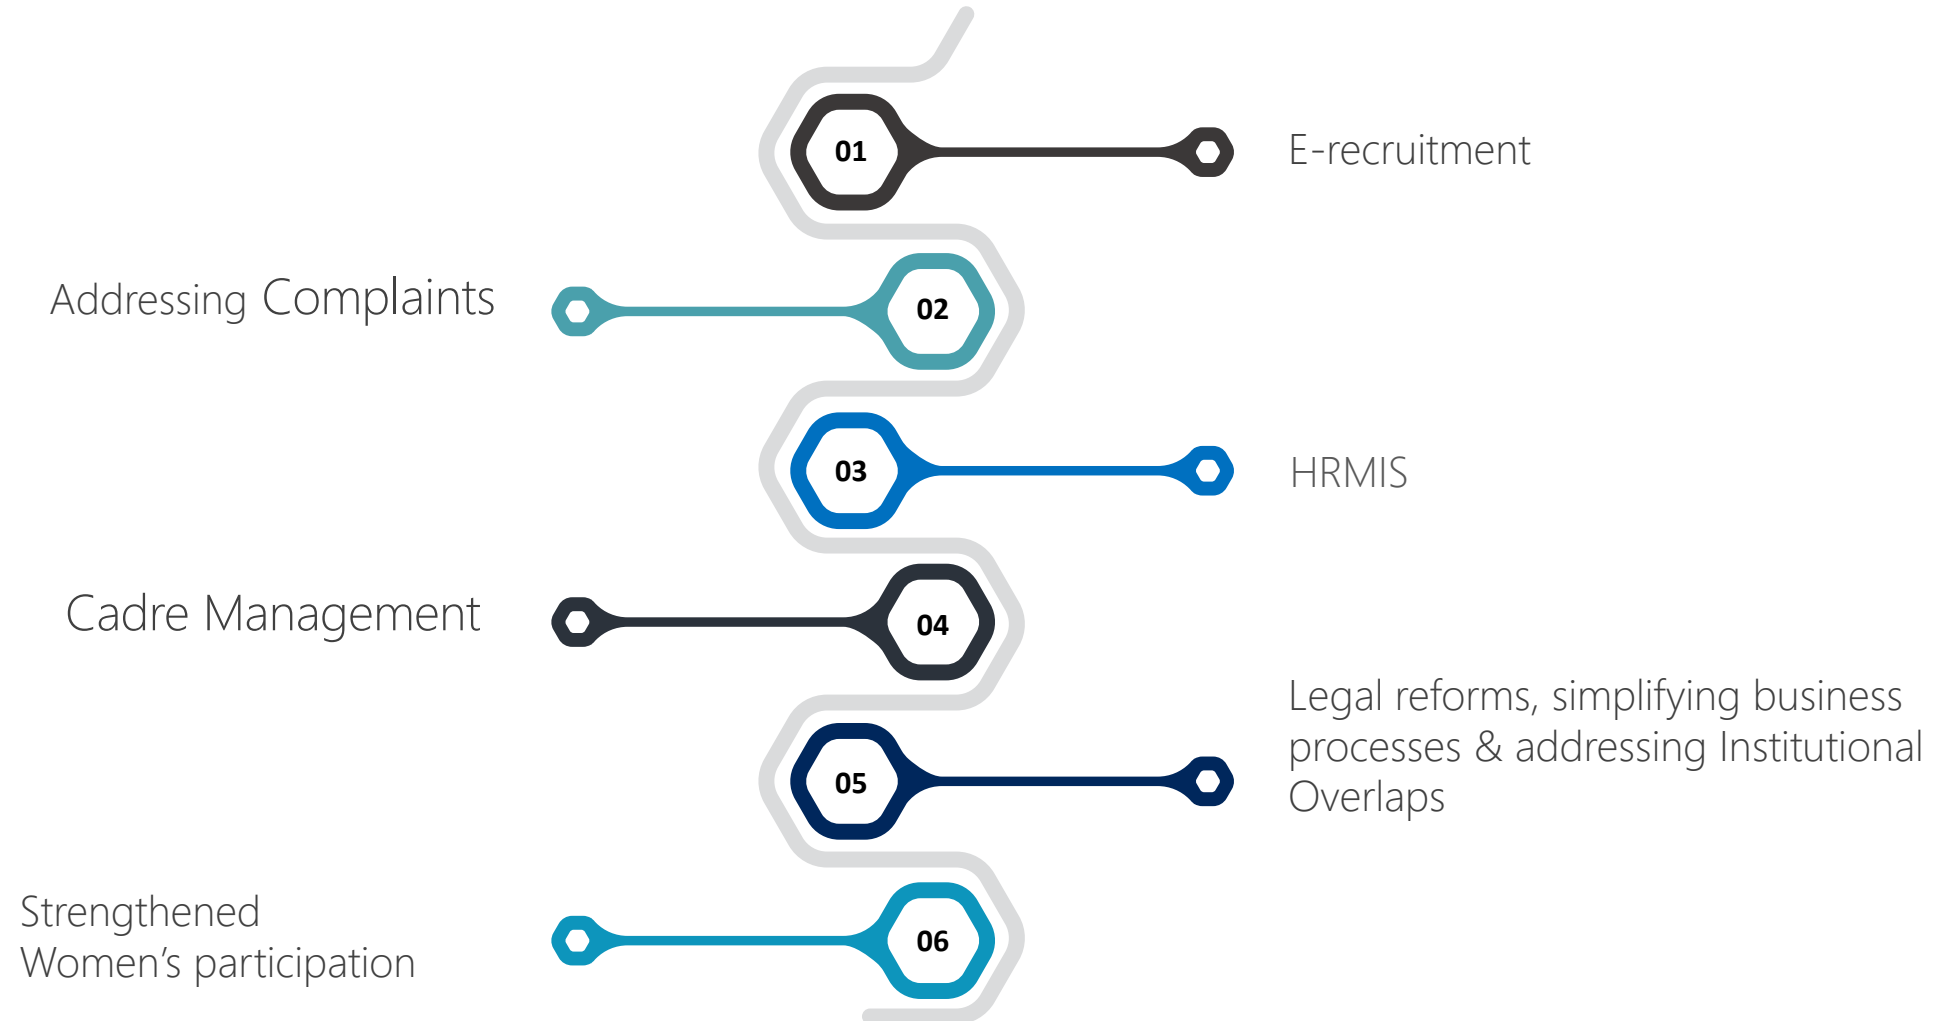 01
E-recruitment
Addressing Complaints
02
03
HRMIS
Cadre Management
04
Legal reforms, simplifying business
processes & addressing Institutional
Overlaps
05
Strengthened
Women’s participation
06